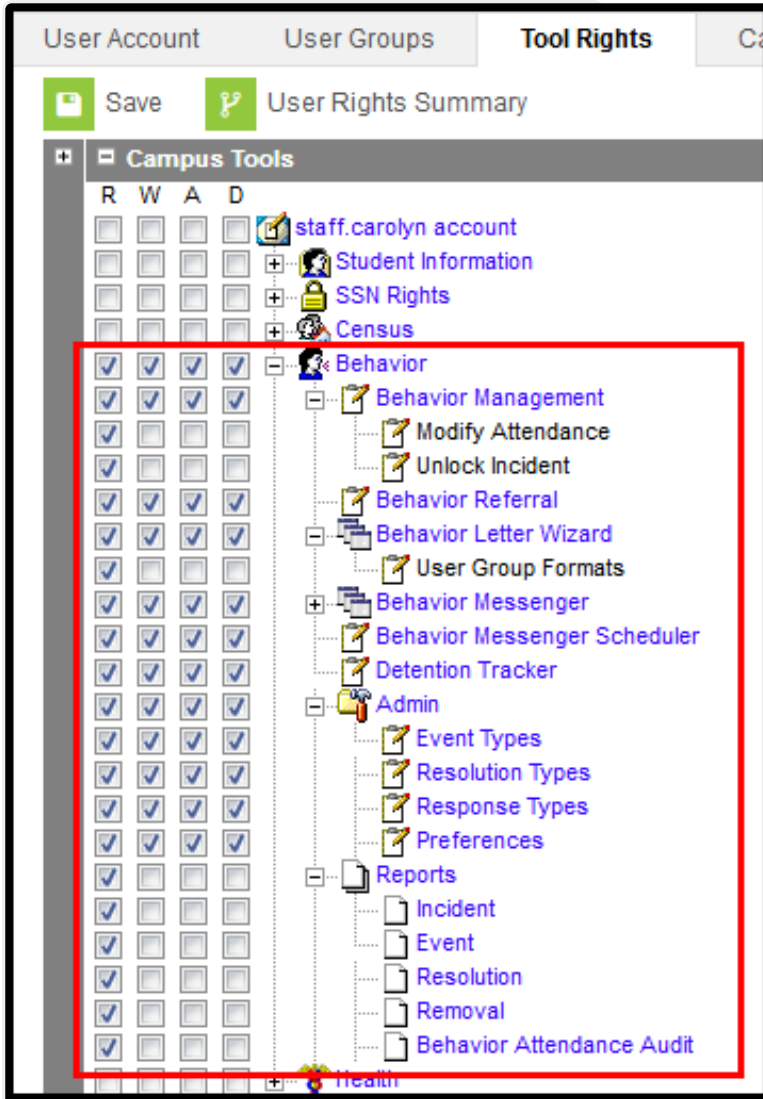 User Account User Groups Tool Rights Ca
Save User Rights Summary
Campus Tools
R W A D
staff.carolyn account
Student Information
SSN Rights
Census
Behavior
Behavior Management
Modify Attendance
Unlock Incident
Behavior Referral
Behavior Letter Wizard
User Group Formats
Behavior Messenger
Behavior Messenger Scheduler
Detention Tracker
Admin
Event Types
Resolution Types
Response Types
Preferences
Reports
Incident
Event
Resolution
Removal
Behavior Attendance Audit
Health